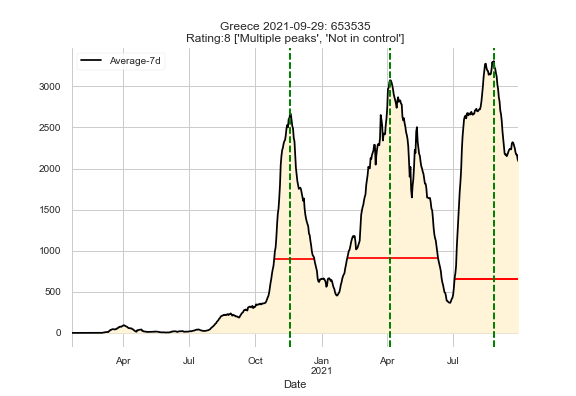 Greece 2021-09-29: 653535
Rating:8 ['Multiple peaks', 'Not in control']
Average-7d
3000
2500
2000
1500
1000
500
0
Apr Jul Oct Jan Apr Jul
2021
Date